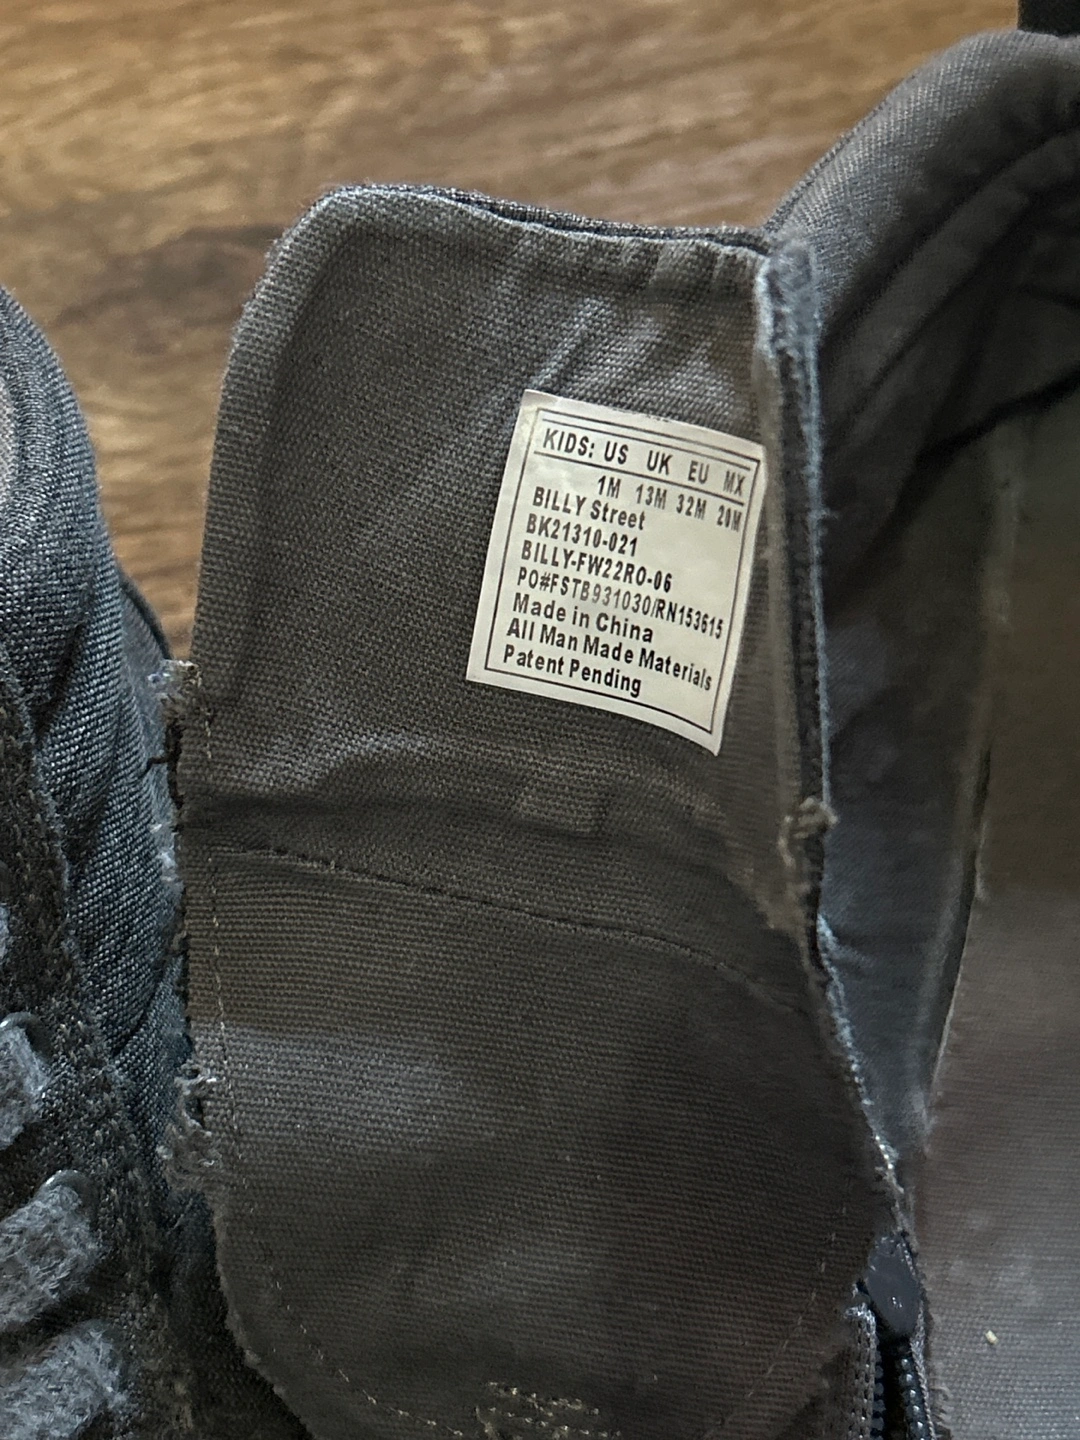 KIDS: US UK EU MX
1M 13M 32M 20M
BILLY Street
BK21310-021
BILLY-FW22RO-06
PO#FSTB931030/RN153615
Made in China
All Man Made Materials
Patent Pending